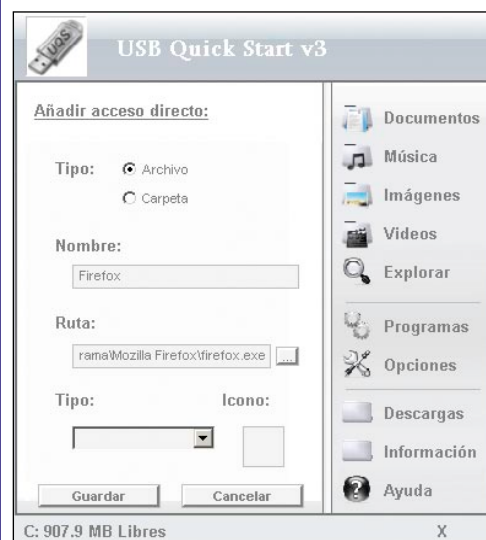 UQS
USB Quick Start v3
Añadir acceso directo:
Tipo:
Archivo
Carpeta
Nombre:
Firefox
Ruta:
rama\Mozilla Firefox\firefox.exe
...
Tipo:
Icono:
Guardar
Cancelar
Documentos
Música
Imágenes
Videos
Explorar
Programas
Opciones
Descargas
Información
Ayuda
C: 907.9 MB Libres
X